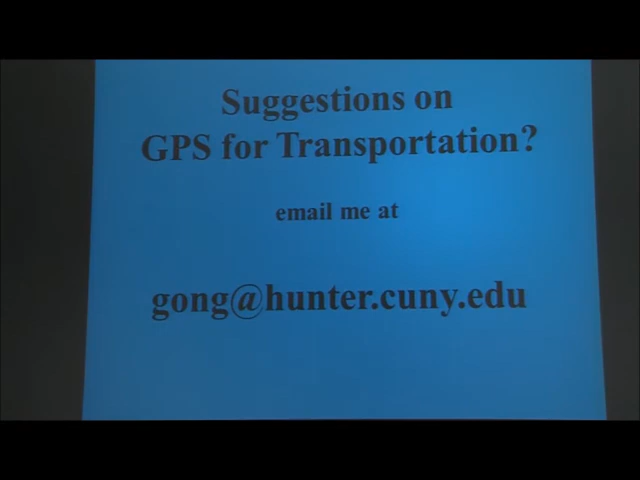 Suggestions on
GPS for Transportation?
email me at
gong@hunter.cuny.edu